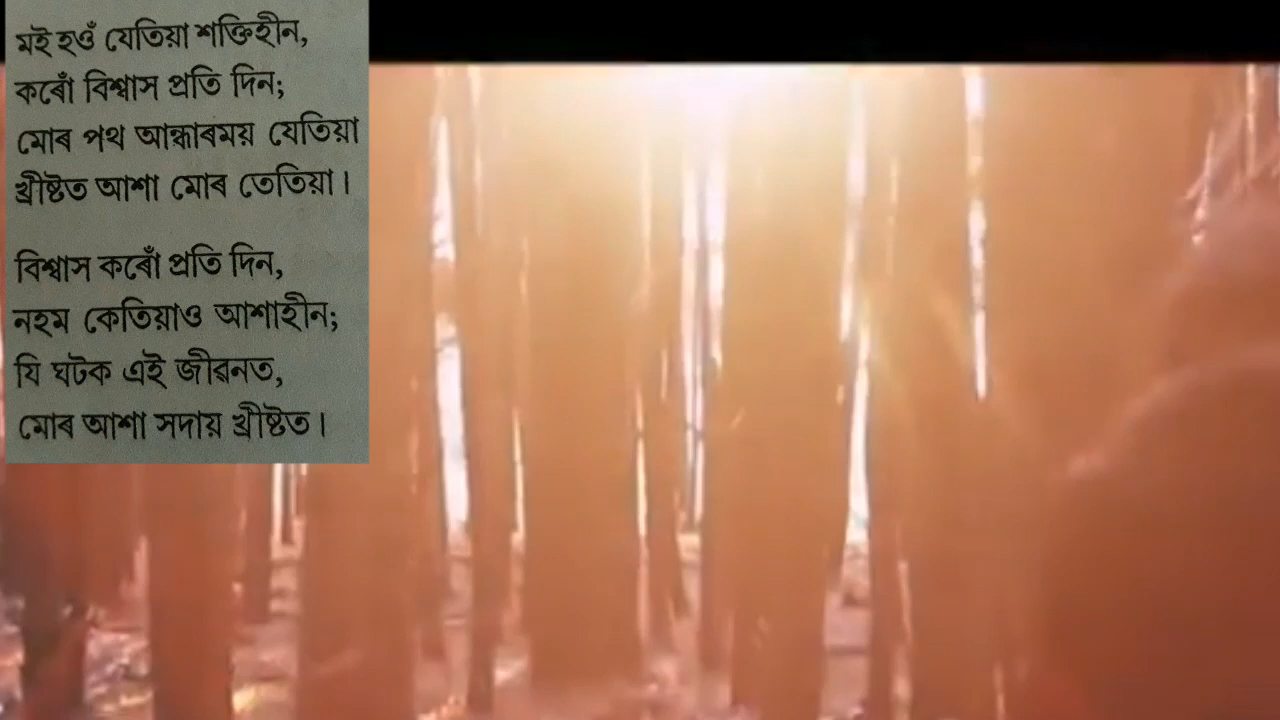 মই হওঁ যেতিয়া শক্তিহীন,
কৰোঁ বিশ্বাস প্ৰতি দিন;
মোৰ পথ আন্ধাৰময় যেতিয়া
খ্ৰীষ্টত আশা মোৰ তেতিয়া।
বিশ্বাস কৰোঁ প্ৰতি দিন,
নহম কেতিয়াও আশাহীন;
যি ঘটক এই জীৱনত,
মোৰ আশা সদায় খ্ৰীষ্টত।